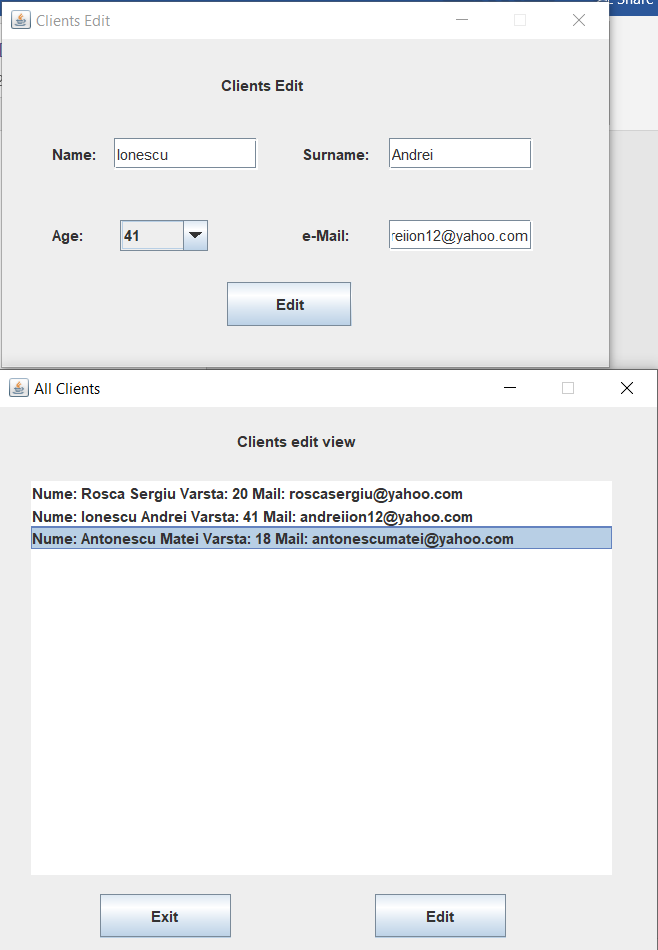 Share
Clients Edit
Clients Edit
Name: Ionescu Surname: Andrei
Age: 41 e-Mail: reiion12@yahoo.com
Edit
All Clients
Clients edit view
Nume: Rosca Sergiu Varsta: 20 Mail: roscasergiu@yahoo.com
Nume: Ionescu Andrei Varsta: 41 Mail: andreiion12@yahoo.com
Nume: Antonescu Matei Varsta: 18 Mail: antonescumatei@yahoo.com
Exit Edit